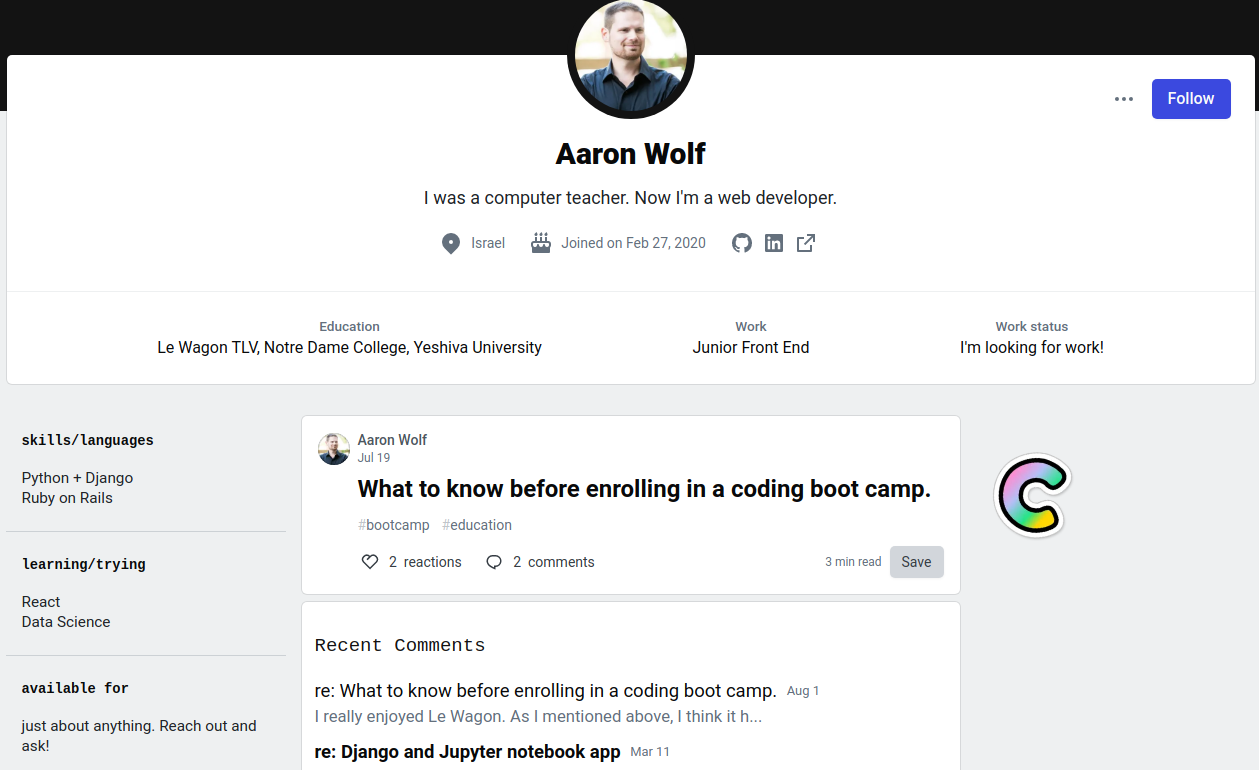 Follow
Aaron Wolf
I was a computer teacher. Now I'm a web developer.
Israel
Joined on Feb 27, 2020
Education
Le Wagon TLV, Notre Dame College, Yeshiva University
Work
Junior Front End
Work status
I'm looking for work!
skills/languages
Python + Django
Ruby on Rails
learning/trying
React
Data Science
available for
just about anything. Reach out and
ask!
Aaron Wolf
Jul 19
What to know before enrolling in a coding boot camp.
#bootcamp #education
2 reactions
2 comments
3 min read
Save
Recent Comments
re: What to know before enrolling in a coding boot camp. Aug 1
I really enjoyed Le Wagon. As I mentioned above, I think it h...
re: Django and Jupyter notebook app Mar 11